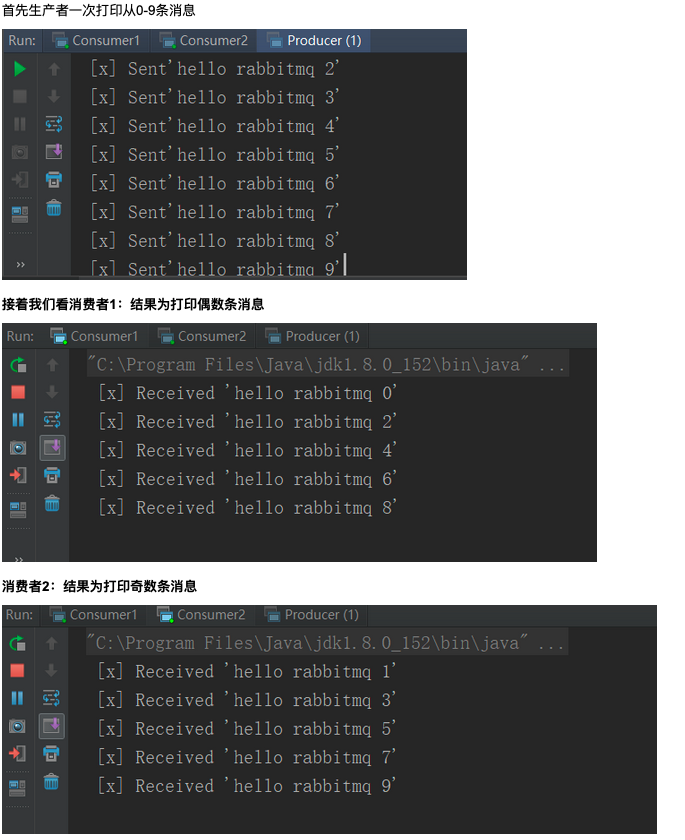 首先生产者一次打印从0-9条消息
Run: Consumer1 Consumer2 Producer (1)
[x] Sent'hello rabbitmq 2'
[x] Sent'hello rabbitmq 3'
[x] Sent'hello rabbitmq 4'
[x] Sent'hello rabbitmq 5'
[x] Sent'hello rabbitmq 6'
[x] Sent'hello rabbitmq 7'
[x] Sent'hello rabbitmq 8'
[x] Sent'hello rabbitmq 9'
接着我们看消费者1：结果为打印偶数条消息
Run: Consumer1 Consumer2 Producer (1)
"C:\Program Files\Java\jdk1.8.0_152\bin\java" ...
[x] Received 'hello rabbitmq 0'
[x] Received 'hello rabbitmq 2'
[x] Received 'hello rabbitmq 4'
[x] Received 'hello rabbitmq 6'
[x] Received 'hello rabbitmq 8'
消费者2：结果为打印奇数条消息
Run: Consumer1 Consumer2 Producer (1)
"C:\Program Files\Java\jdk1.8.0_152\bin\java" ...
[x] Received 'hello rabbitmq 1'
[x] Received 'hello rabbitmq 3'
[x] Received 'hello rabbitmq 5'
[x] Received 'hello rabbitmq 7'
[x] Received 'hello rabbitmq 9'